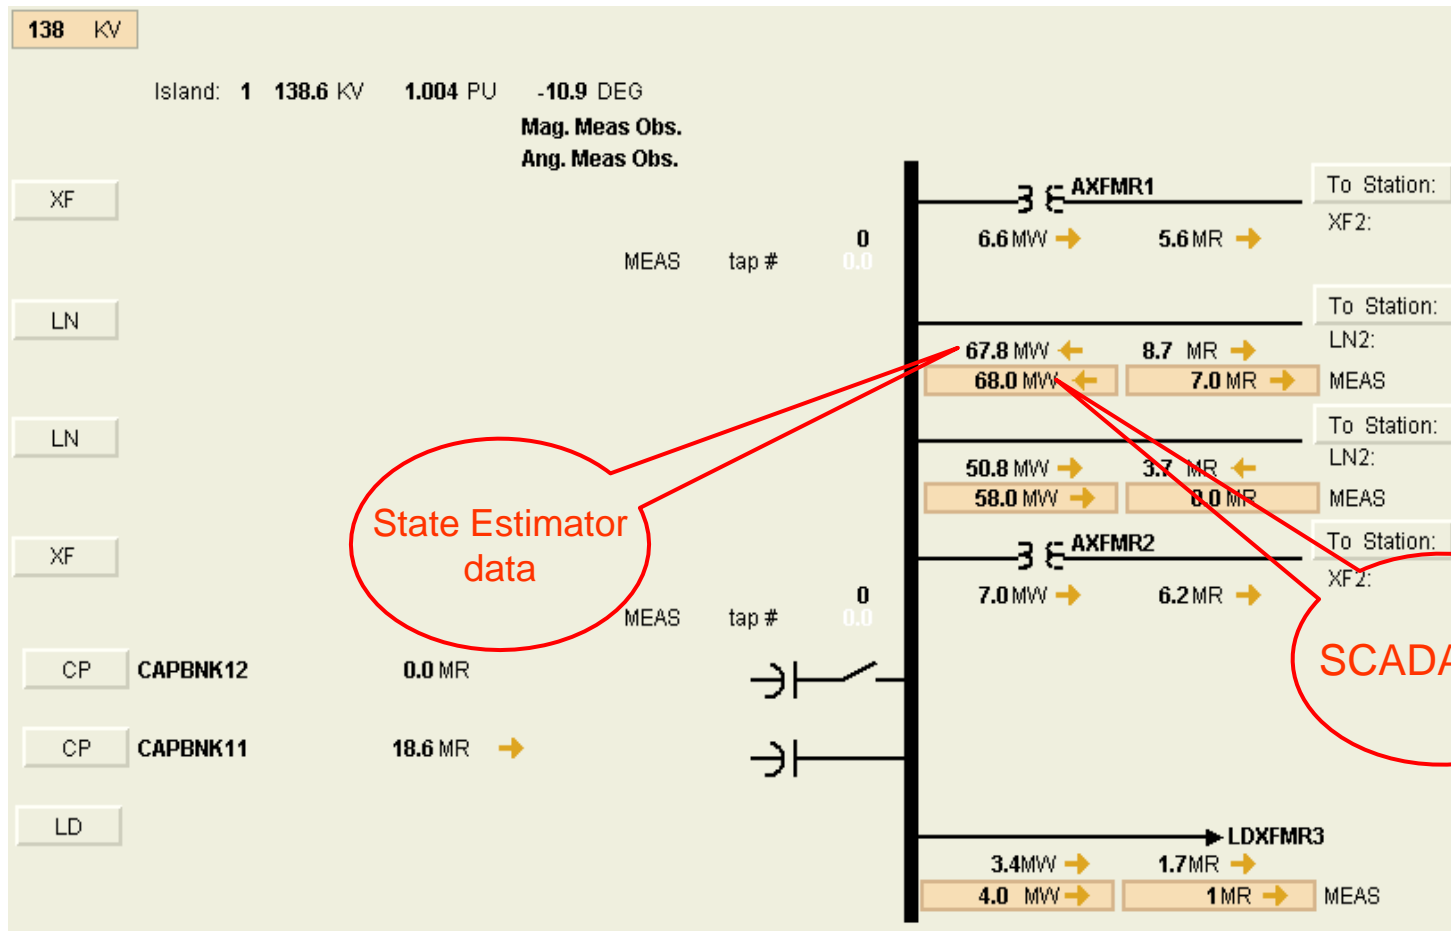 138 KV
Island: 1 138.6 KV 1.004 PU -10.9 DEG
Mag. Meas Obs.
Ang. Meas Obs.
XF
AXFMR1
To Station:
XF2:
6.6 MW 5.6 MR
0
MEAS tap # 0.0
LN
To Station:
LN2:
67.8 MW 8.7 MR
68.0 MW 7.0 MR MEAS
LN
To Station:
LN2:
50.8 MW 3.7 MR
58.0 MW 0.0 MR MEAS
State Estimator
data
XF
AXFMR2
To Station:
XF2:
7.0 MW 6.2 MR
0
MEAS tap # 0.0
SCADA
CP CAPBNK12 0.0 MR
CP CAPBNK11 18.6 MR
LD
LDXFMR3
3.4 MW 1.7 MR
4.0 MW 1 MR MEAS